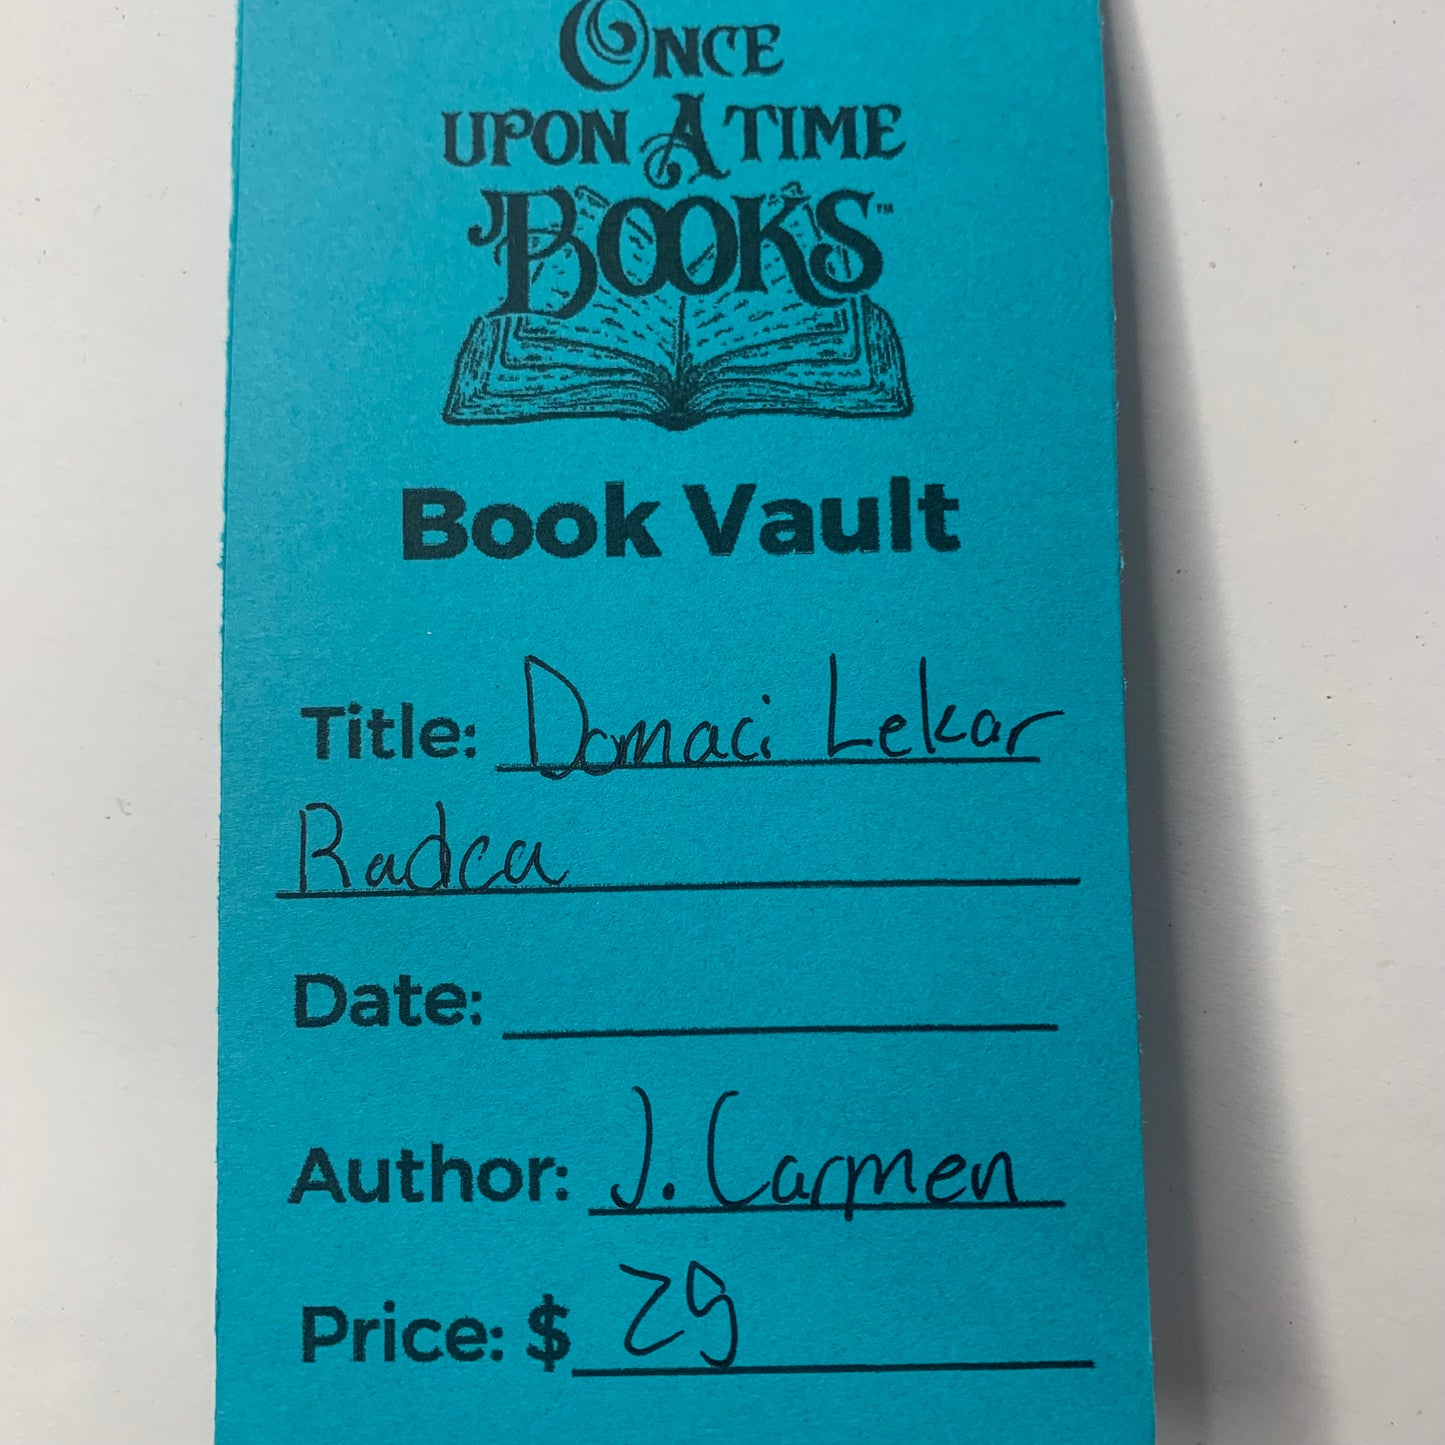 ONCE
UPON A TIME
BOOKS™
Book Vault
Title: Domaci Lekar
Radca
Date:
Author: J. Carmen
Price: $ 29